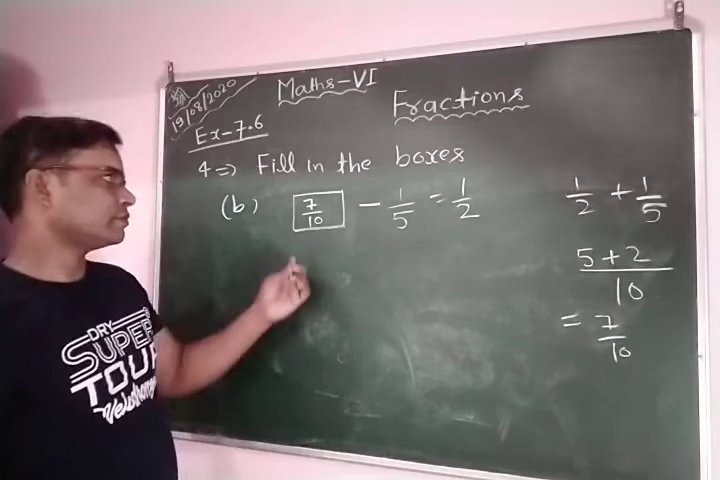 19/08/2020
Maths-VI
Fractions
Ex-7.6
4=) Fill in the boxes
(b) 7/10 - 1/5 = 1/2
1/2 + 1/5
5+2/10
= 7/10
DRY
SUPER
TOUR